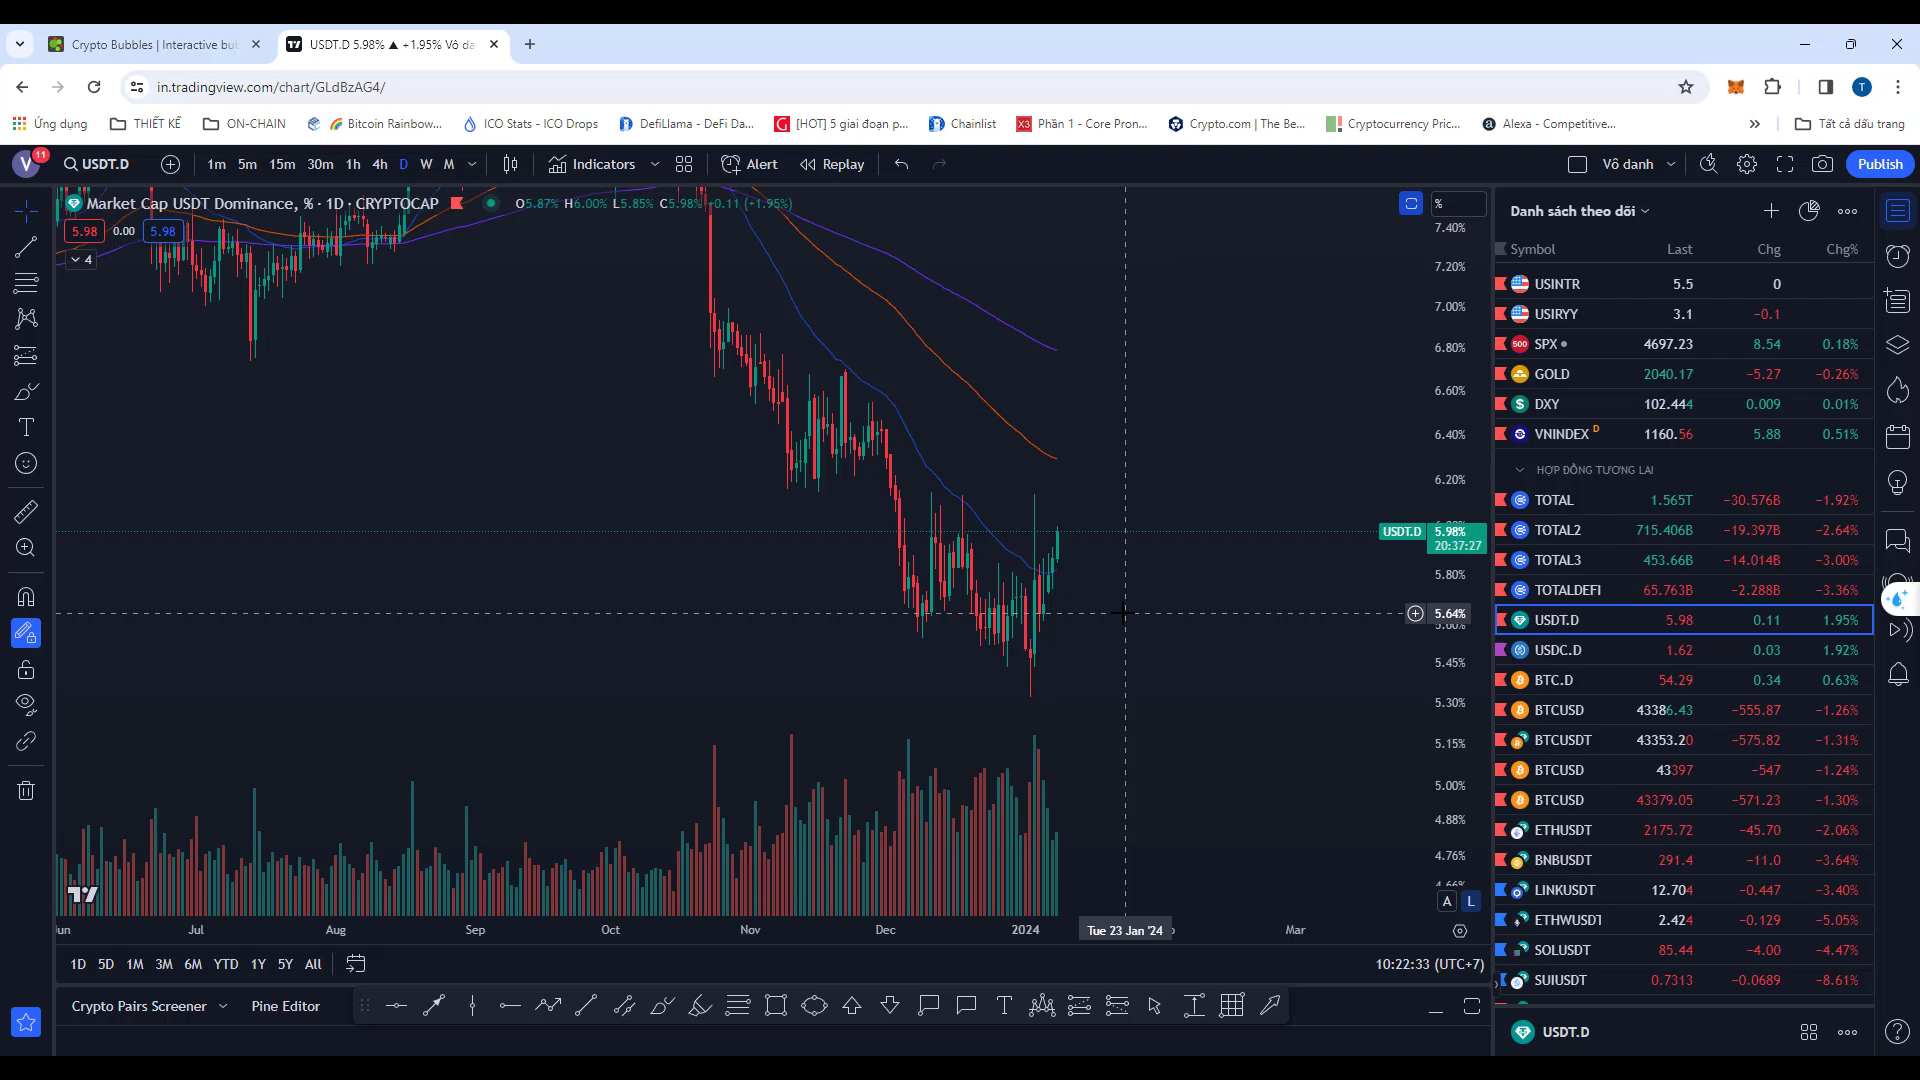 Crypto Bubbles | Interactive bu
USDT.D 5.98% ▲ +1.95% Vô da
in.tradingview.com/chart/GLdBzAG4/
Ứng dụng
THIẾT KẾ
ON-CHAIN
Bitcoin Rainbow...
ICO Stats - ICO Drops
DefiLlama - DeFi Da...
[HOT] 5 giai đoạn p...
Chainlist
Phần 1 - Core Pron...
Crypto.com | The Be...
Cryptocurrency Pric...
Alexa - Competitive...
Tất cả dấu trang
V 11 USDT.D 1m 5m 15m 30m 1h 4h D W M Indicators Alert Replay Vô danh Publish
Market Cap USDT Dominance, % · 1D · CRYPTOCAP O5.87% H6.00% L5.85% C5.98% +0.11 (+1.95%)
5.98 0.00 5.98
4
%
7.40%
7.20%
7.00%
6.80%
6.60%
6.40%
6.20%
USDT.D 5.98%
20:37:27
5.80%
5.64%
5.60%
5.45%
5.30%
5.15%
5.00%
4.88%
4.76%
4.66%
A L
Jul Aug Sep Oct Nov Dec 2024 Tue 23 Jan '24 Mar
1D 5D 1M 3M 6M YTD 1Y 5Y All 10:22:33 (UTC+7)
Crypto Pairs Screener Pine Editor
Danh sách theo dõi
Symbol Last Chg Chg%
USINTR 5.5 0
USIRYY 3.1 −0.1
SPX 4697.23 8.54 0.18%
GOLD 2040.17 −5.27 −0.26%
DXY 102.444 0.009 0.01%
VNINDEX D 1160.56 5.88 0.51%
HỢP ĐỒNG TƯƠNG LAI
TOTAL 1.565T −30.576B −1.92%
TOTAL2 715.406B −19.397B −2.64%
TOTAL3 453.66B −14.014B −3.00%
TOTALDEFI 65.763B −2.288B −3.36%
USDT.D 5.98 0.11 1.95%
USDC.D 1.62 0.03 1.92%
BTC.D 54.29 0.34 0.63%
BTCUSD 43386.43 −555.87 −1.26%
BTCUSDT 43353.20 −575.82 −1.31%
BTCUSD 43397 −547 −1.24%
BTCUSD 43379.05 −571.23 −1.30%
ETHUSDT 2175.72 −45.70 −2.06%
BNBUSDT 291.4 −11.0 −3.64%
LINKUSDT 12.704 −0.447 −3.40%
ETHWUSDT 2.424 −0.129 −5.05%
SOLUSDT 85.44 −4.00 −4.47%
SUIUSDT 0.7313 −0.0689 −8.61%
USDT.D